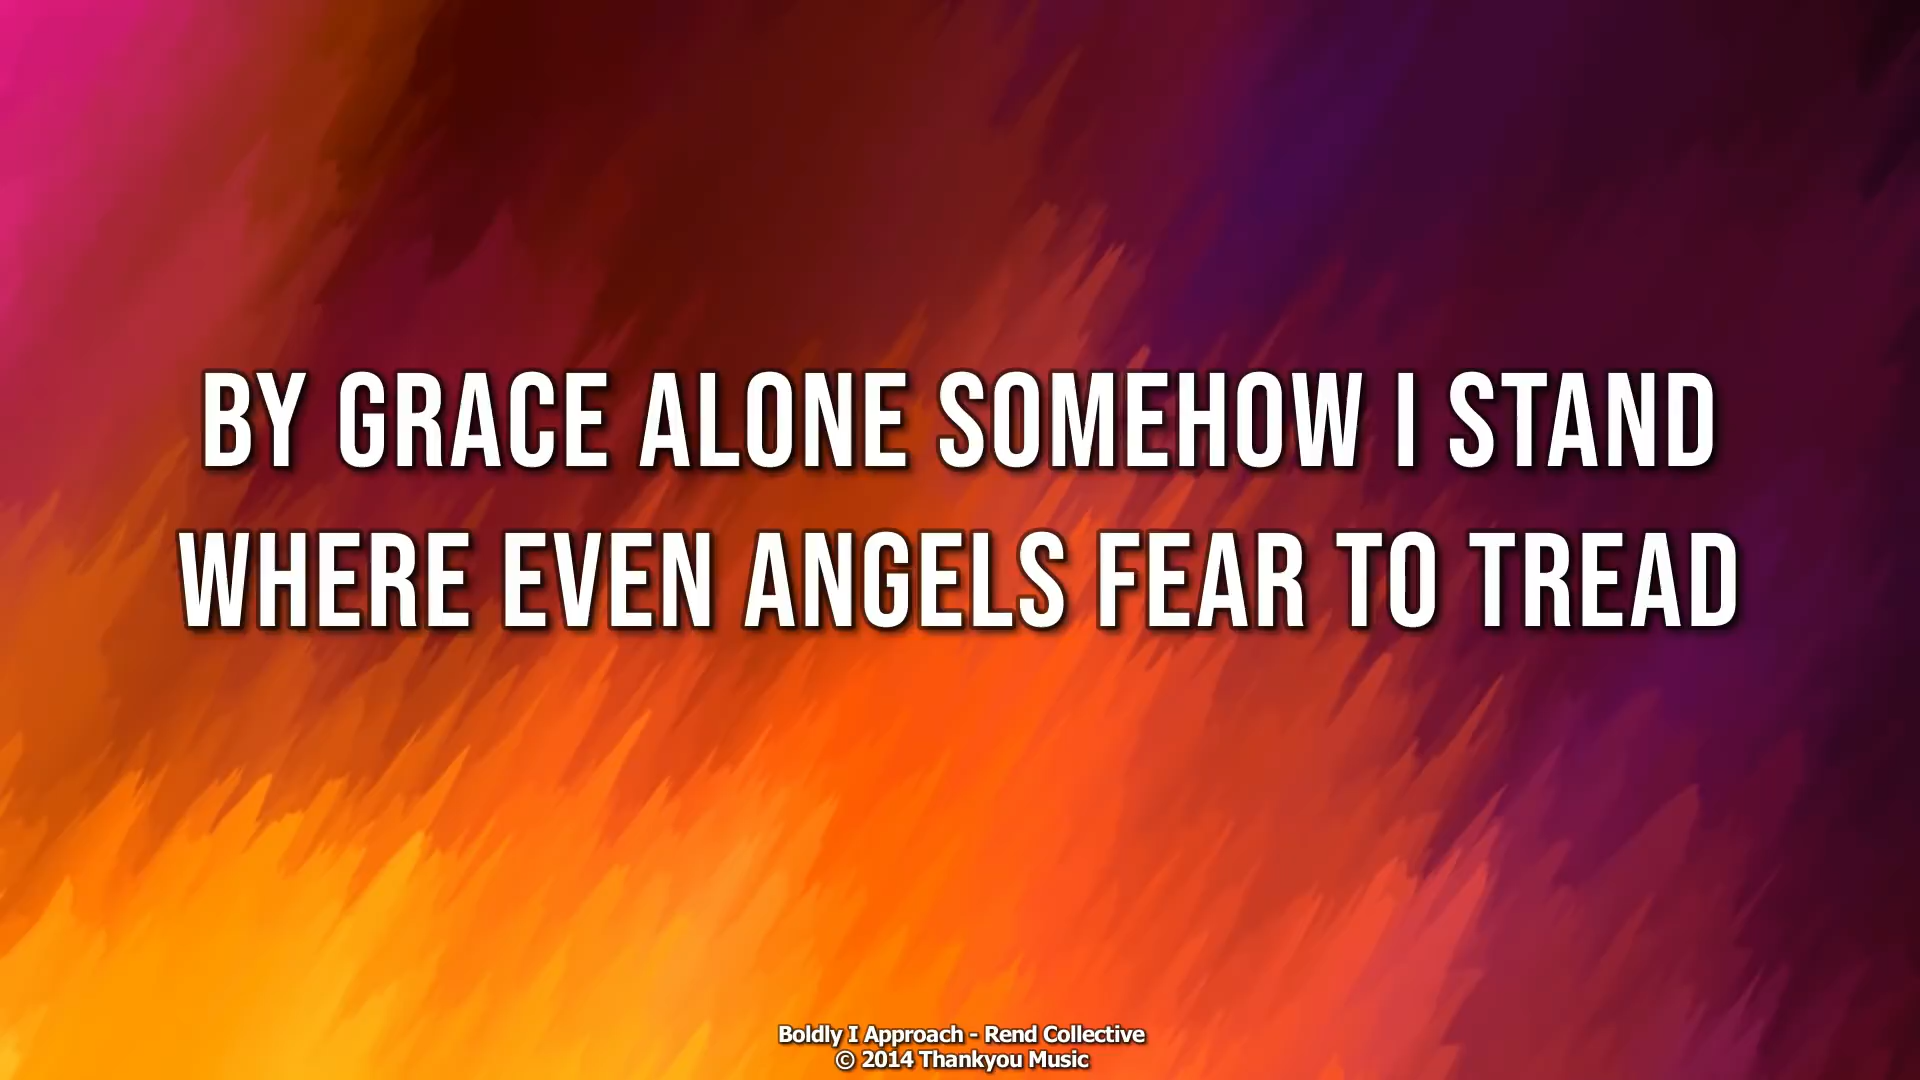 BY GRACE ALONE SOMEHOW I STAND
WHERE EVEN ANGELS FEAR TO TREAD
Boldly I Approach - Rend Collective
© 2014 Thankyou Music